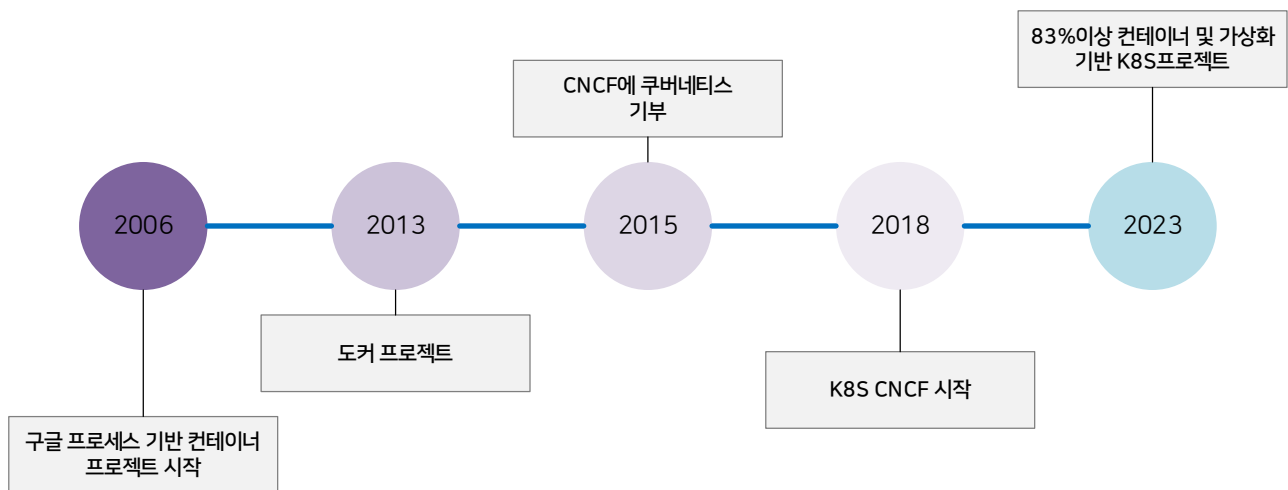 83%이상 컨테이너 및 가상화
기반 K8S프로젝트
CNCF에 쿠버네티스
기부
2006
2013
2015
2018
2023
도커 프로젝트
K8S CNCF 시작
구글 프로세스 기반 컨테이너
프로젝트 시작